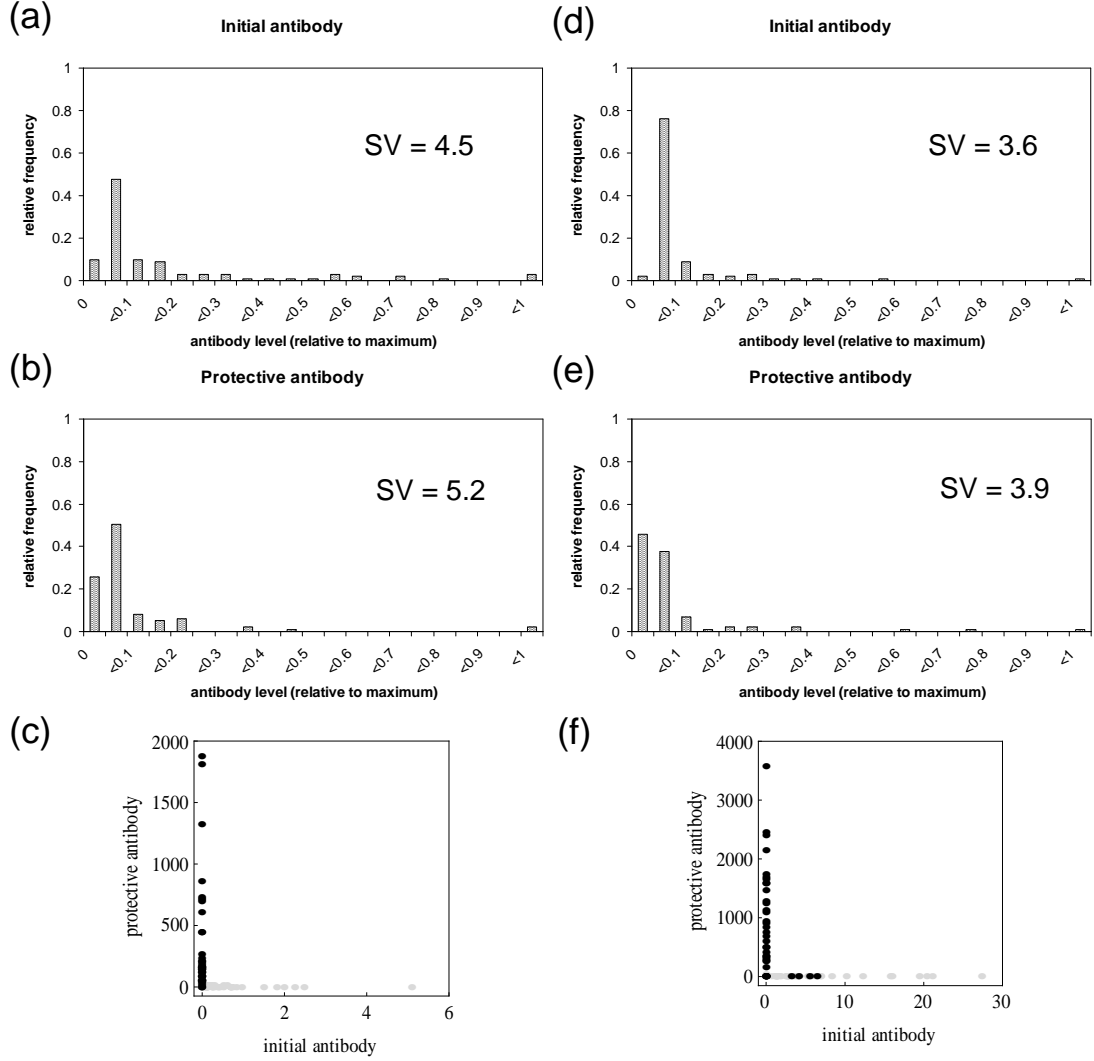 (a)
Initial antibody
relative frequency
1
0.8
0.6
0.4
0.2
0
SV = 4.5
0 <0.1 <0.2 <0.3 <0.4 <0.5 <0.6 <0.7 <0.8 <0.9 <1
antibody level (relative to maximum)
(d)
Initial antibody
relative frequency
1
0.8
0.6
0.4
0.2
0
SV = 3.6
0 <0.1 <0.2 <0.3 <0.4 <0.5 <0.6 <0.7 <0.8 <0.9 <1
antibody level (relative to maximum)
(b)
Protective antibody
relative frequency
1
0.8
0.6
0.4
0.2
0
SV = 5.2
0 <0.1 <0.2 <0.3 <0.4 <0.5 <0.6 <0.7 <0.8 <0.9 <1
antibody level (relative to maximum)
(e)
Protective antibody
relative frequency
1
0.8
0.6
0.4
0.2
0
SV = 3.9
0 <0.1 <0.2 <0.3 <0.4 <0.5 <0.6 <0.7 <0.8 <0.9 <1
antibody level (relative to maximum)
(c)
protective antibody
2000
1500
1000
500
0
0 2 4 6
initial antibody
(f)
protective antibody
4000
3000
2000
1000
0
0 10 20 30
initial antibody